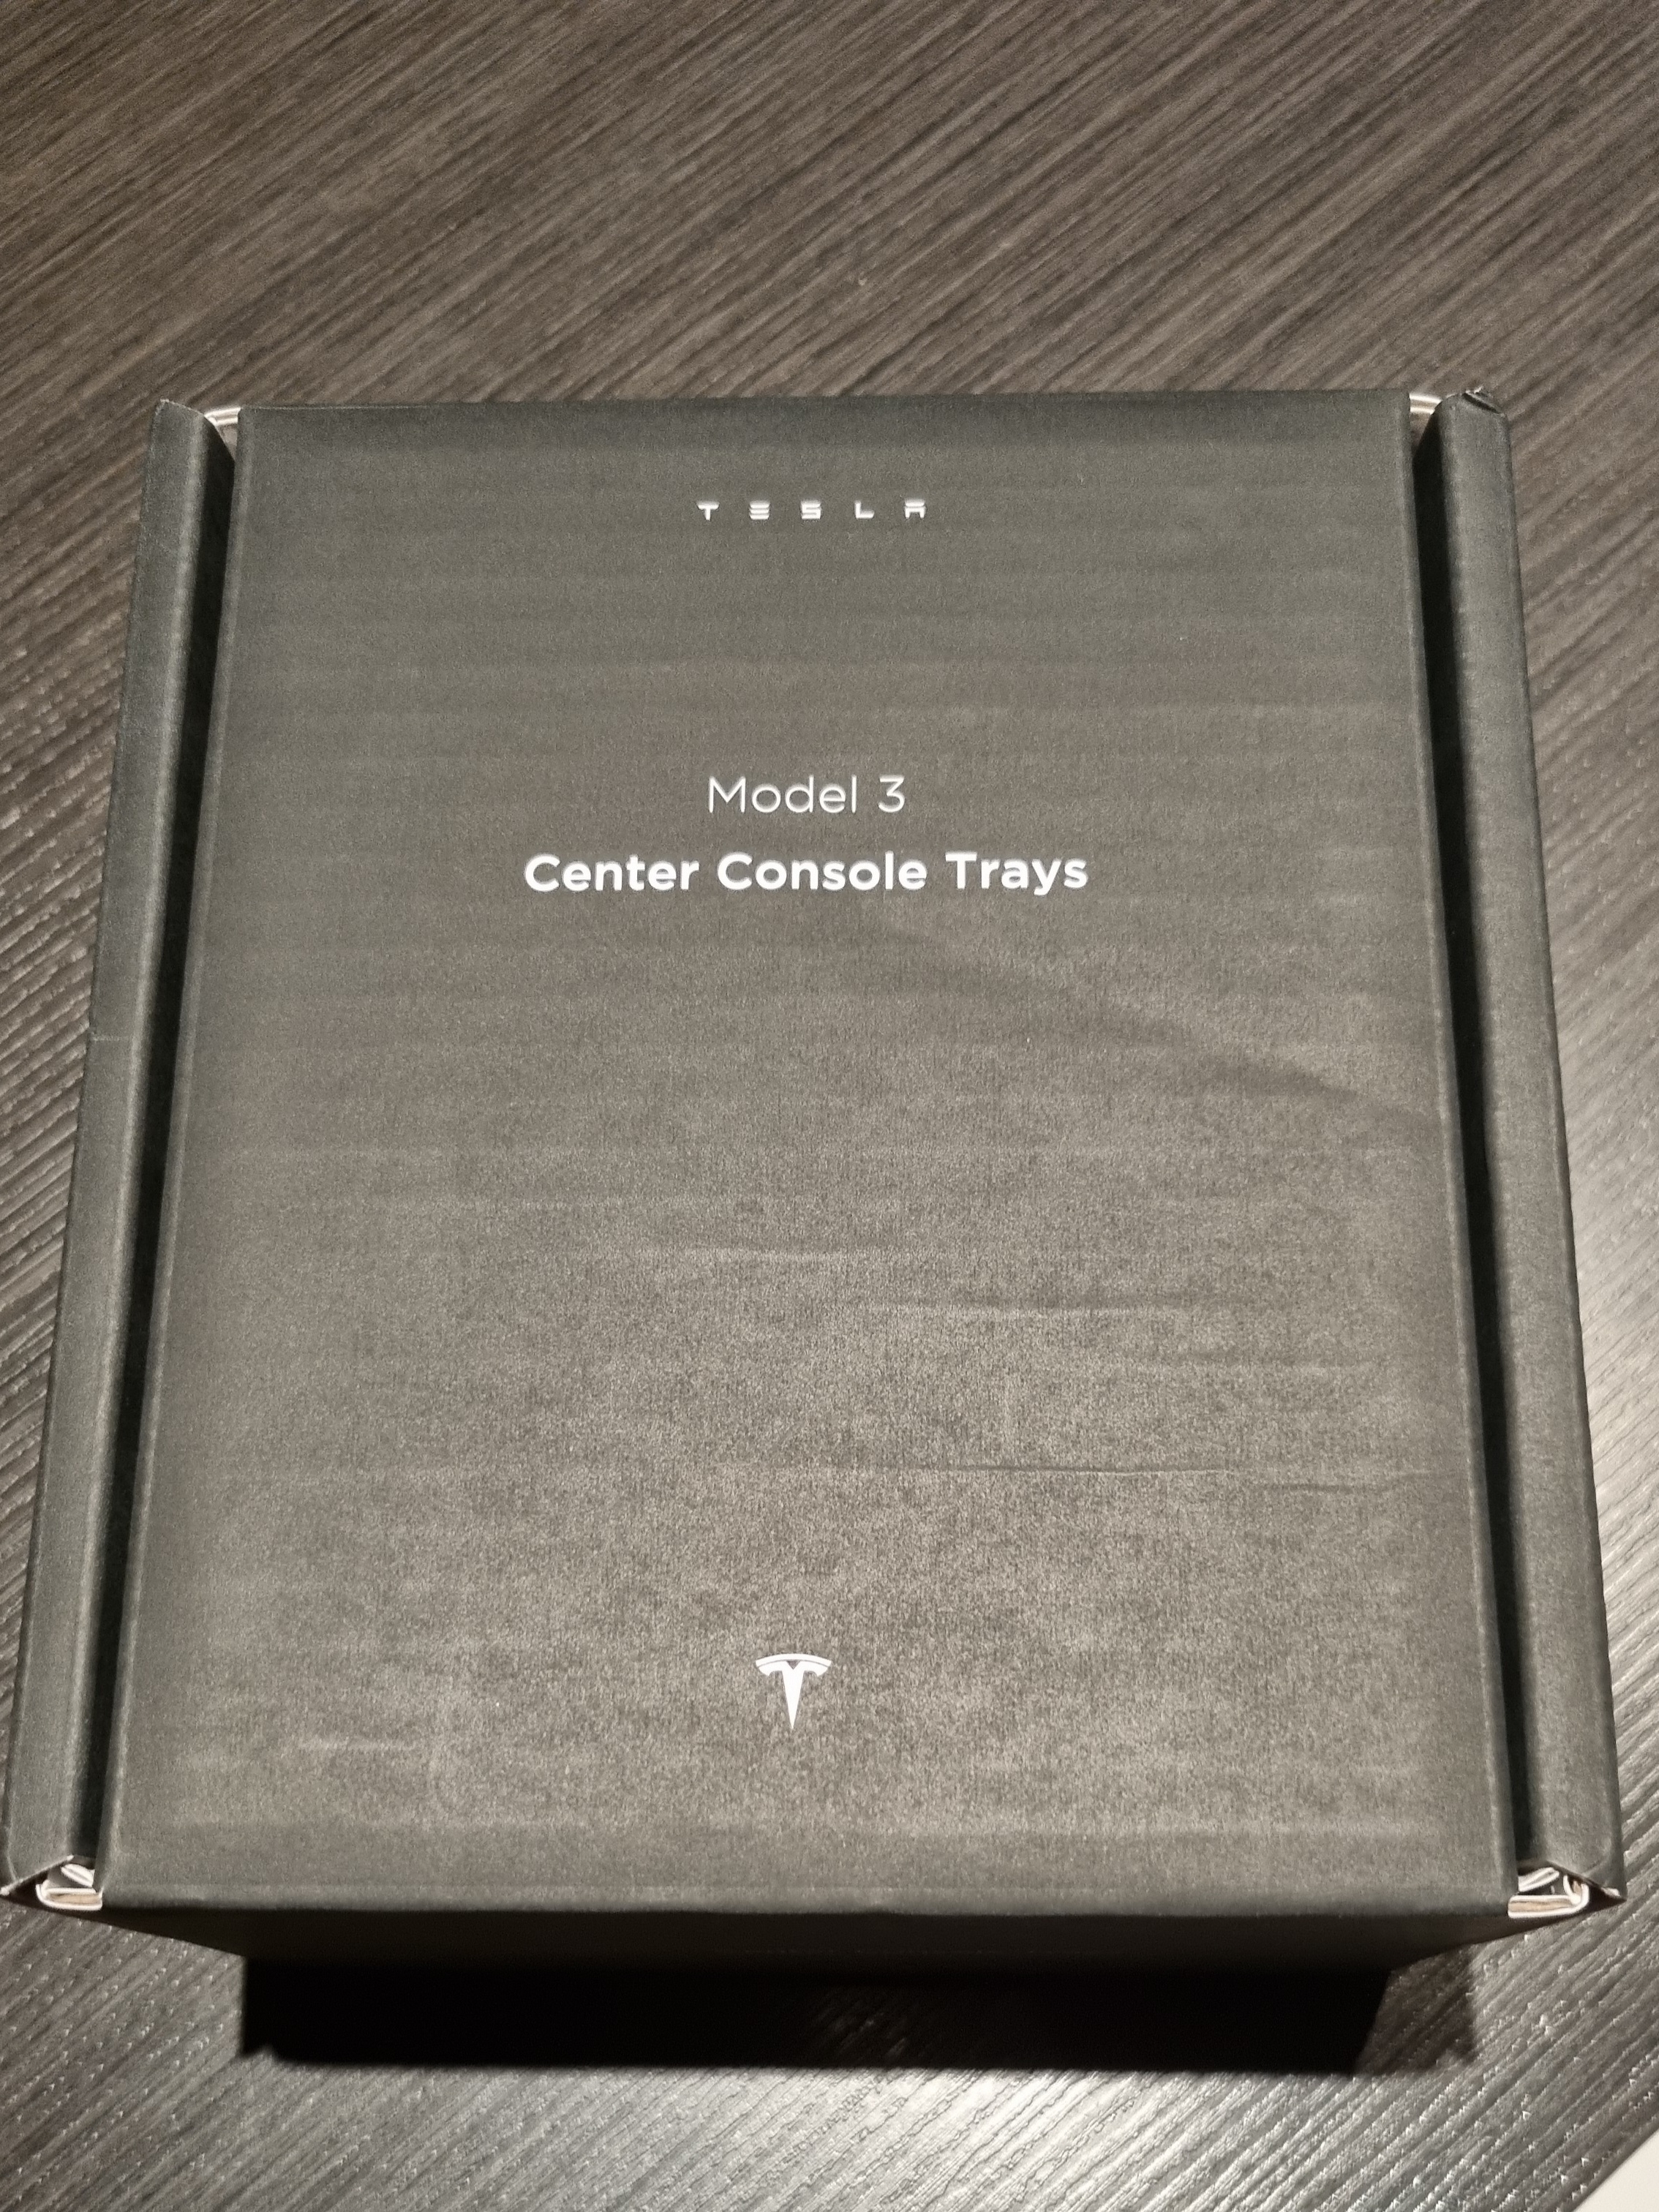 TESLA
Model 3
Center Console Trays